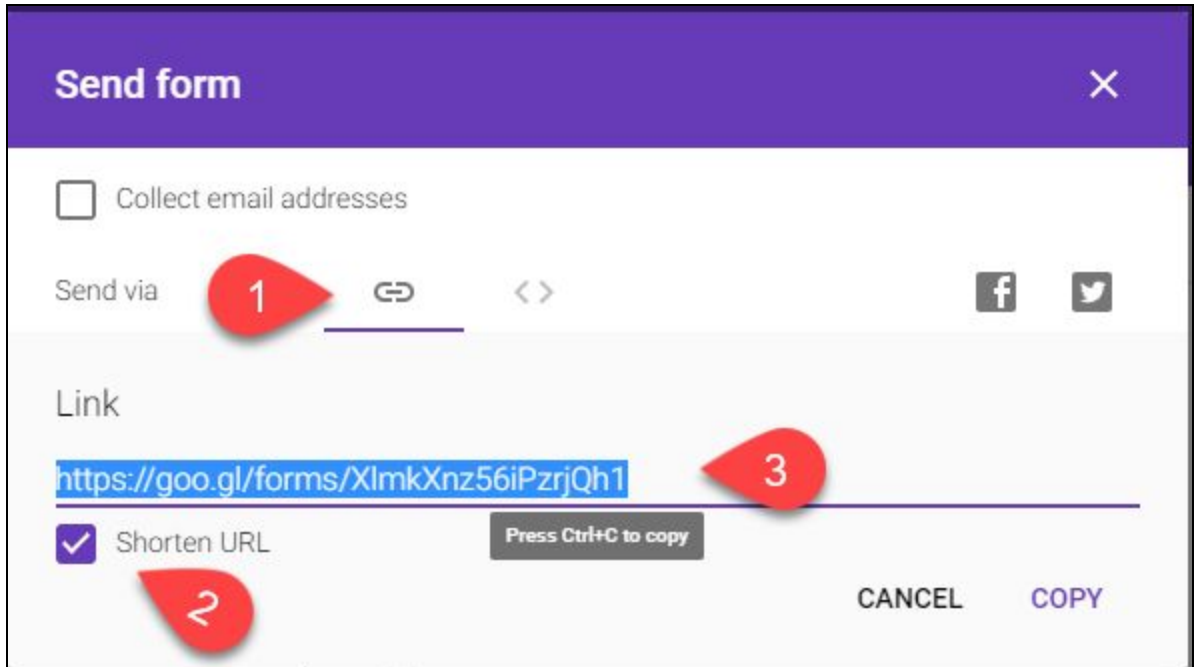 Send form
Collect email addresses
Send via 1
Link
https://goo.gl/forms/XlmkXnz56iPzrjQh1 3
Shorten URL
Press Ctrl+C to copy
2
CANCEL COPY